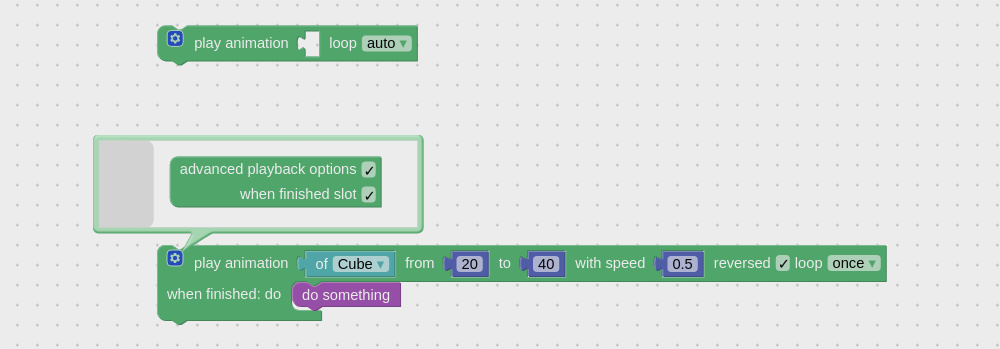 play animation loop auto
advanced playback options ✓
when finished slot ✓
play animation of Cube from 20 to 40 with speed 0.5 reversed ✓ loop once
when finished: do do something